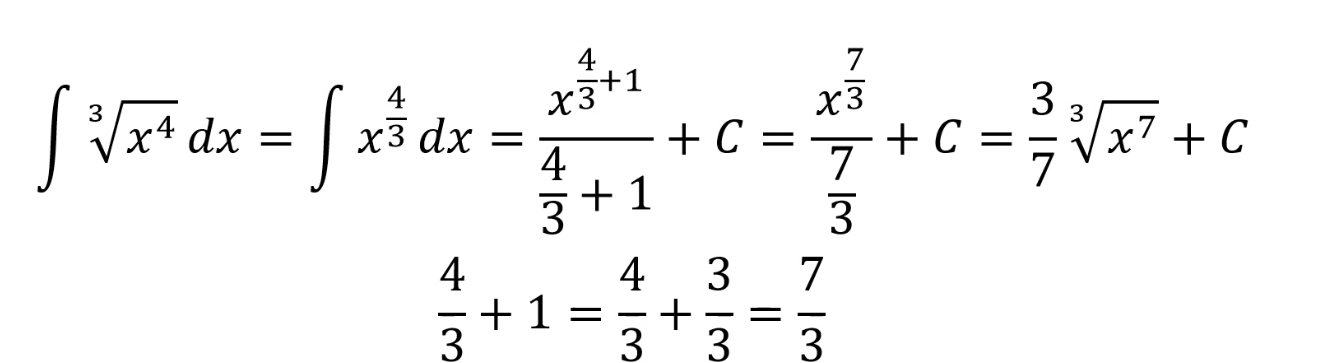 ∫ ∛(x⁴) dx = ∫ x^(4/3) dx = x^(4/3+1)/(4/3+1) + C = x^(7/3)/(7/3) + C = 3/7 ∛(x⁷) + C
4/3 + 1 = 4/3 + 3/3 = 7/3